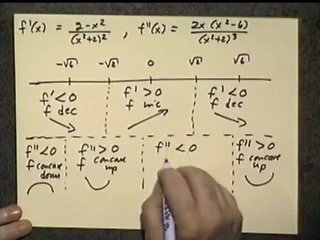 f'(x) = (2-x²)/(x²+2)² , f''(x) = 2x(x²-6)/(x²+2)³
-√6 -√2 0 √2 √6
f'<0 f'>0 f'<0
f dec f inc f dec
f''<0 f''>0 f''<0 f''>0
f concave down f concave up f concave up